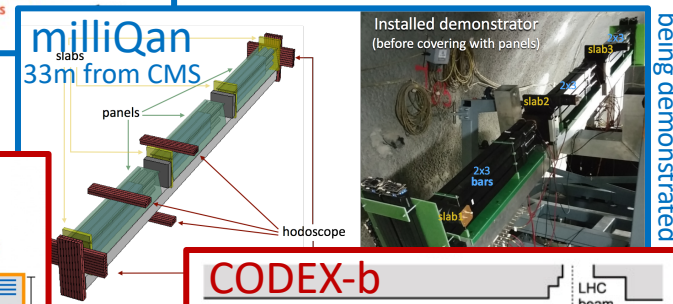 s
milliQan
33m from CMS
slabs
panels
hodoscope
Installed demonstrator
(before covering with panels)
2x3
slab3
2x3
slab2
2x3
bars
slab1
being demonstrated
CODEX-b
LHC
beam